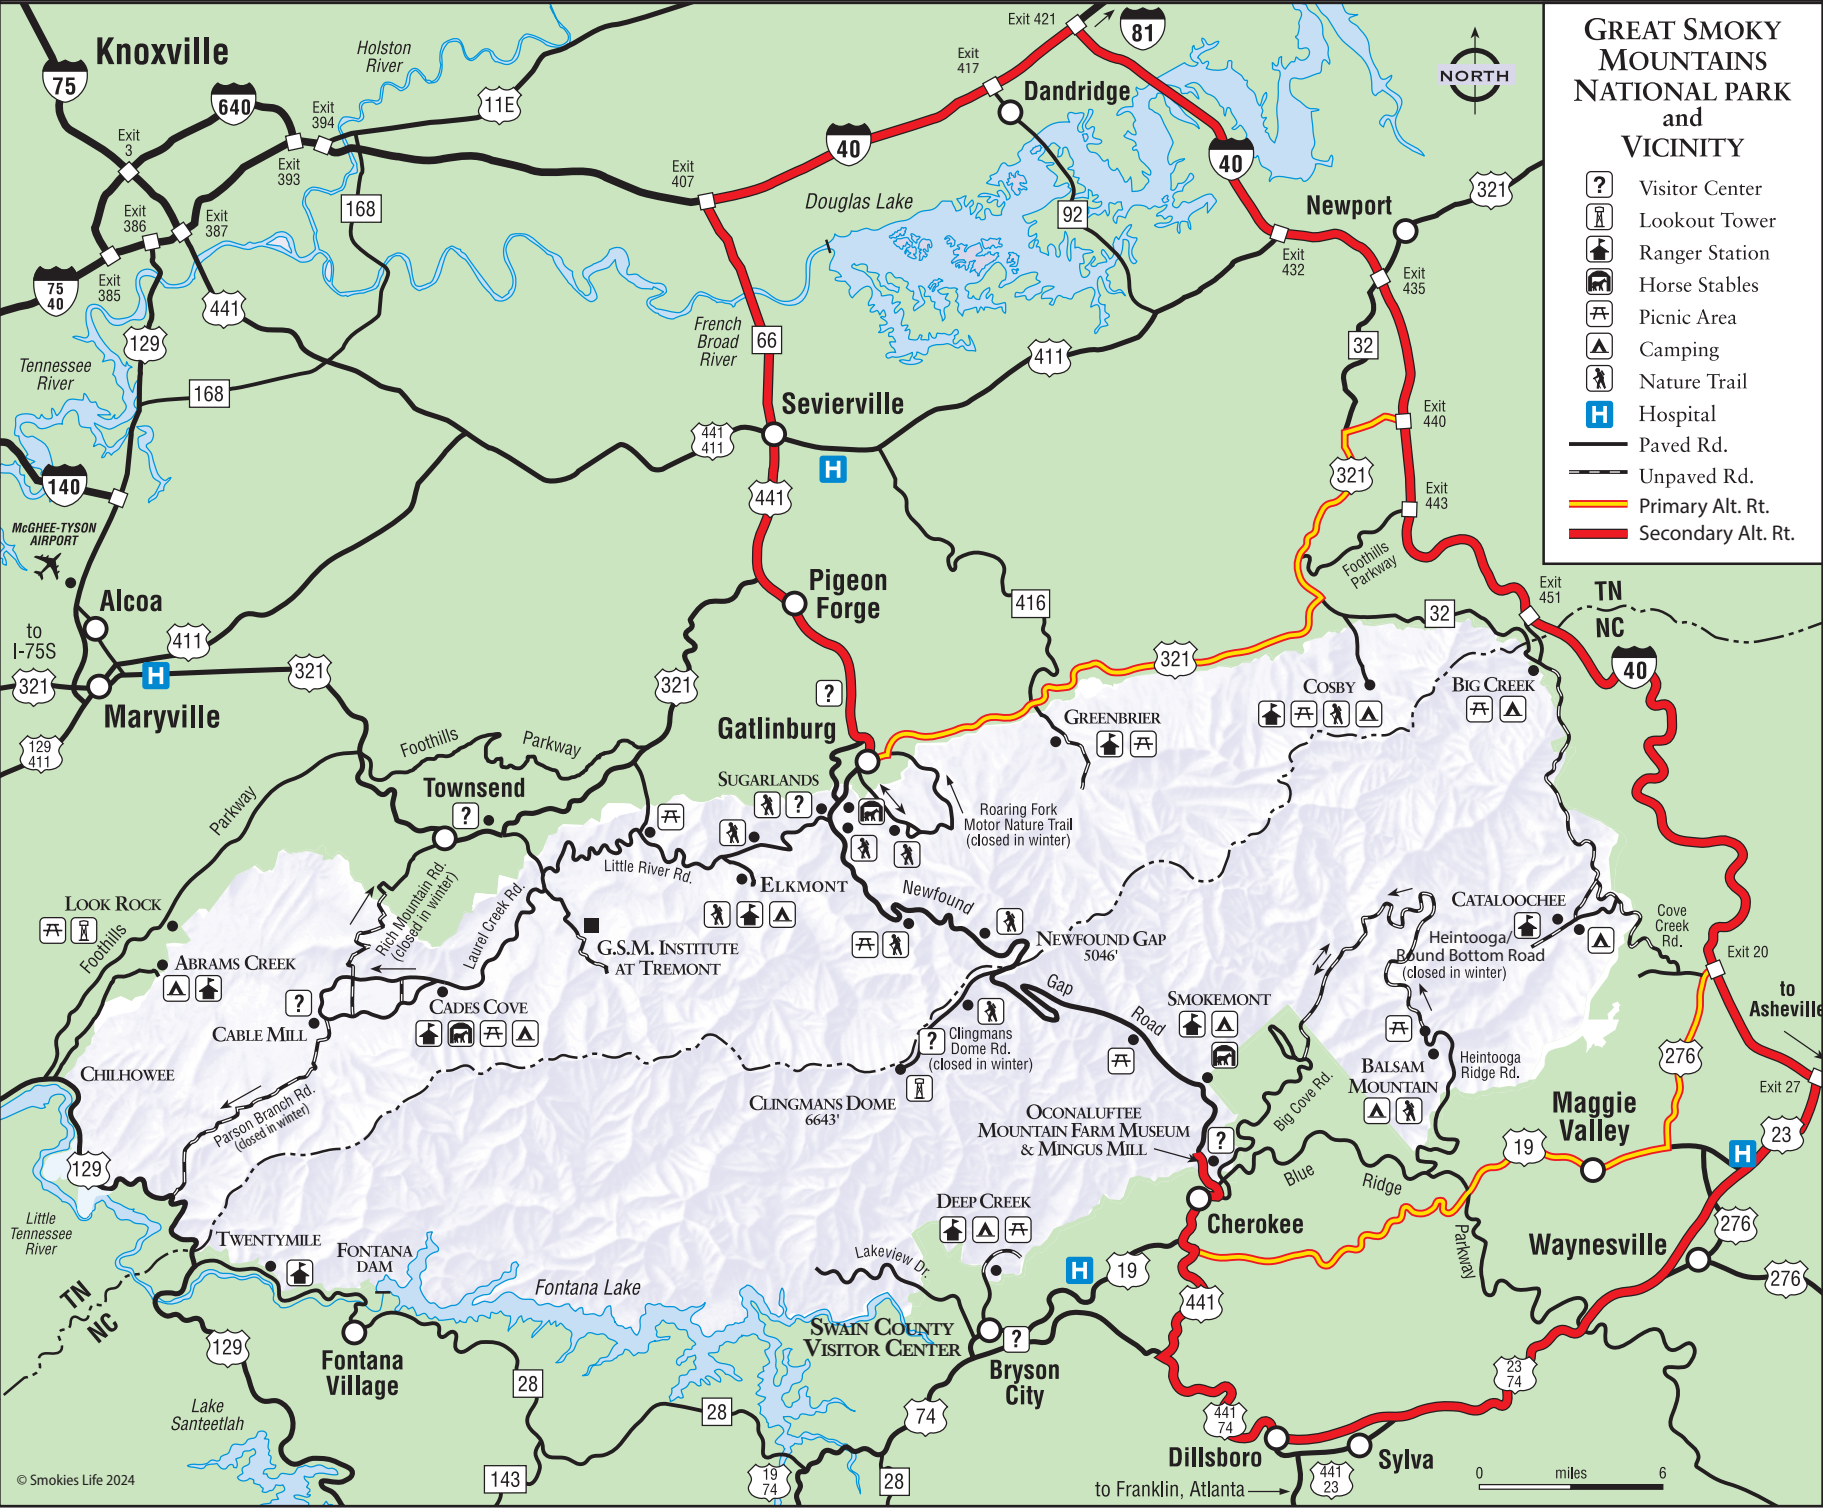 GREAT SMOKY
MOUNTAINS
NATIONAL PARK
and
VICINITY
Visitor Center
Lookout Tower
Ranger Station
Horse Stables
Picnic Area
Camping
Nature Trail
H Hospital
Paved Rd.
Unpaved Rd.
Primary Alt. Rt.
Secondary Alt. Rt.
NORTH
Knoxville
Holston
River
75
640
11E
Exit
3
Exit
394
Exit
393
Exit
386
Exit
387
Exit
385
75
40
441
129
168
168
Tennessee
River
140
McGHEE-TYSON
AIRPORT
Alcoa
to
I-75S
321
411
H
321
Maryville
129
411
Exit 421
81
Exit
417
Dandridge
40
40
Exit
407
Douglas Lake
92
Newport
321
Exit
432
Exit
435
French
Broad
River
66
411
32
Sevierville
441
411
H
441
Exit
440
321
Exit
443
Foothills
Parkway
Pigeon
Forge
416
32
Exit
451
TN
NC
40
321
321
?
Gatlinburg
GREENBRIER
COSBY
BIG CREEK
Foothills
Parkway
Townsend
?
Parkway
SUGARLANDS
?
Roaring Fork
Motor Nature Trail
(closed in winter)
Little River Rd.
ELKMONT
Newfound
Rich Mountain Rd.
(closed in winter)
Laurel Creek Rd.
LOOK ROCK
Foothills
ABRAMS CREEK
G.S.M. INSTITUTE
AT TREMONT
NEWFOUND GAP
5046'
Gap
Road
?
CABLE MILL
CADES COVE
CHILHOWEE
Parson Branch Rd.
(closed in winter)
?
Clingmans
Dome Rd.
(closed in winter)
CLINGMANS DOME
6643'
SMOKEMONT
OCONALUFTEE
MOUNTAIN FARM MUSEUM
& MINGUS MILL
?
Big Cove Rd.
Heintooga/
Round Bottom Road
(closed in winter)
CATALOOCHEE
Cove
Creek
Rd.
Exit 20
to
Asheville
BALSAM
MOUNTAIN
Heintooga
Ridge Rd.
276
Exit 27
Maggie
Valley
19
H
23
Blue
Ridge
Parkway
Cherokee
Waynesville
276
276
129
Little
Tennessee
River
TWENTYMILE
FONTANA
DAM
TN
NC
129
Fontana
Village
Fontana Lake
DEEP CREEK
Lakeview Dr.
H
19
441
SWAIN COUNTY
VISITOR CENTER
?
Bryson
City
28
28
74
Lake
Santeetlah
143
19
74
28
441
74
23
74
Dillsboro
Sylva
441
23
to Franklin, Atlanta
0 miles 6
© Smokies Life 2024